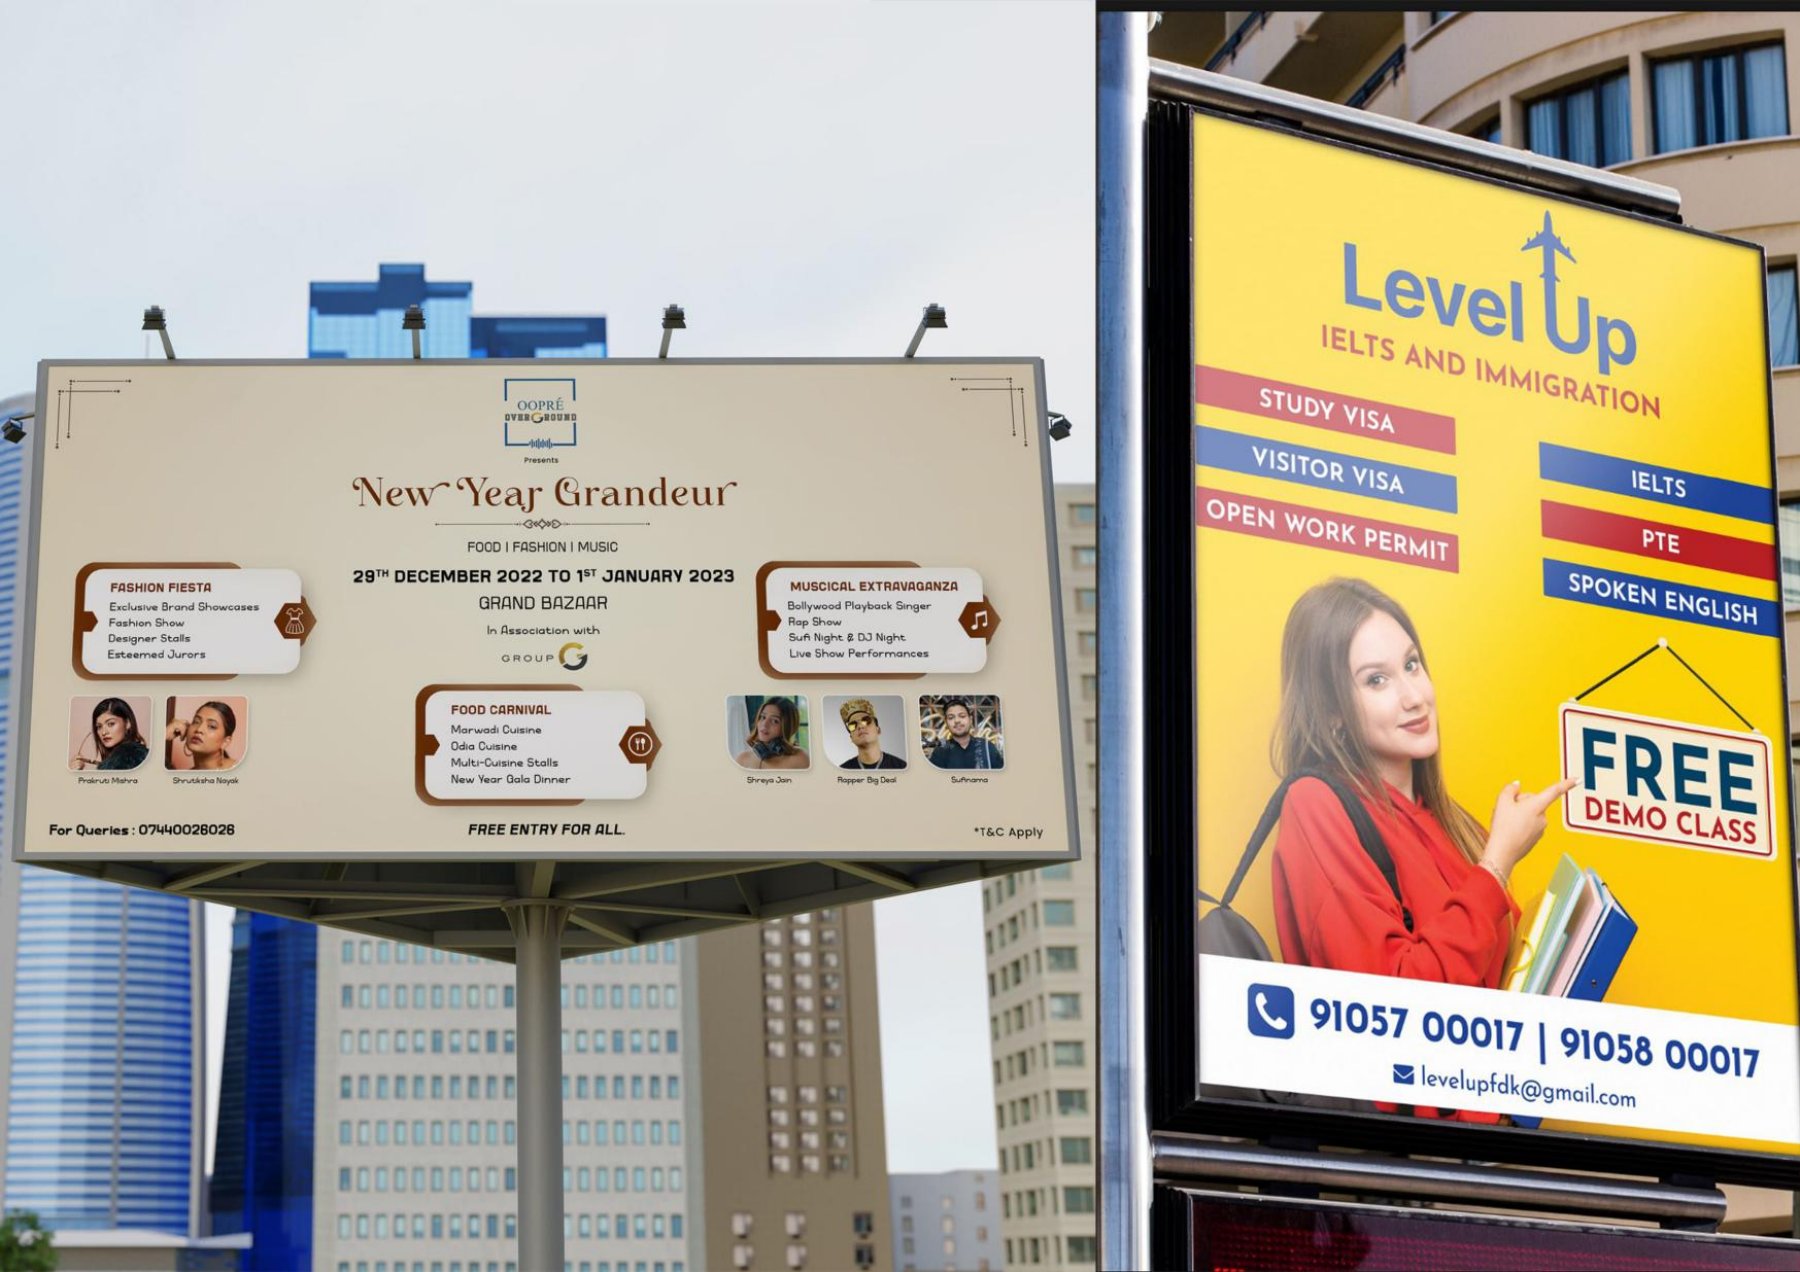 OOPRÉ
OVERGROUND
Presents
New Year Grandeur
FOOD | FASHION | MUSIC
29TH DECEMBER 2022 TO 1ST JANUARY 2023
GRAND BAZAAR
In Association with
GROUP G
FASHION FIESTA
Exclusive Brand Showcases
Fashion Show
Designer Stalls
Esteemed Jurors
Prakruti Mishra
Shrutiksha Nayak
FOOD CARNIVAL
Marwadi Cuisine
Odia Cuisine
Multi-Cuisine Stalls
New Year Gala Dinner
MUSCICAL EXTRAVAGANZA
Bollywood Playback Singer
Rap Show
Sufi Night & DJ Night
Live Show Performances
Shreya Jain
Rapper Big Deal
Sufinama
For Queries : 07440026026
FREE ENTRY FOR ALL.
*T&C Apply
Level Up
IELTS AND IMMIGRATION
STUDY VISA
VISITOR VISA
OPEN WORK PERMIT
IELTS
PTE
SPOKEN ENGLISH
FREE
DEMO CLASS
91057 00017 | 91058 00017
levelupfdk@gmail.com